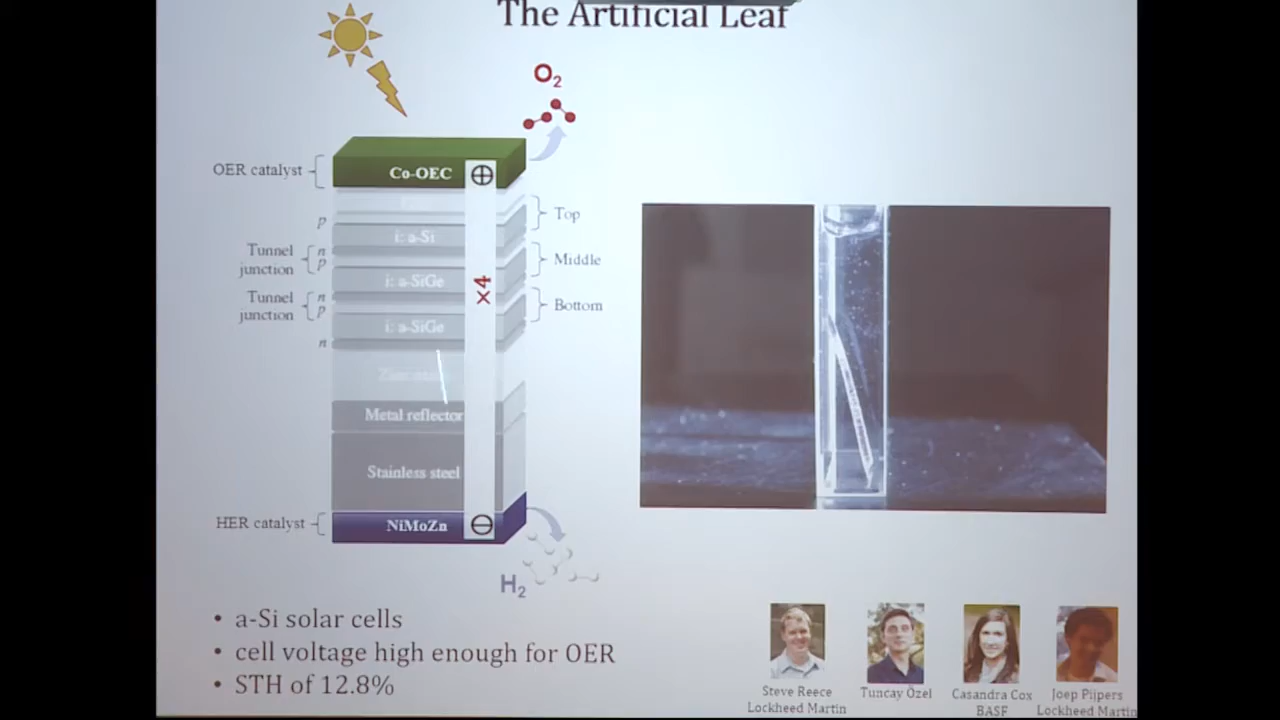 The Artificial Leaf
O2
OER catalyst
Co-OEC
⊕
Top
p
i: a-Si
Tunnel
junction
n
p
Middle
i: a-SiGe
×4
Tunnel
junction
n
p
Bottom
i: a-SiGe
n
Metal reflector
Stainless steel
HER catalyst
NiMoZn
⊖
H2
• a-Si solar cells
• cell voltage high enough for OER
• STH of 12.8%
Steve Reece
Lockheed Martin
Tuncay Özel
Casandra Cox
BASF
Joep Pijpers
Lockheed Martin